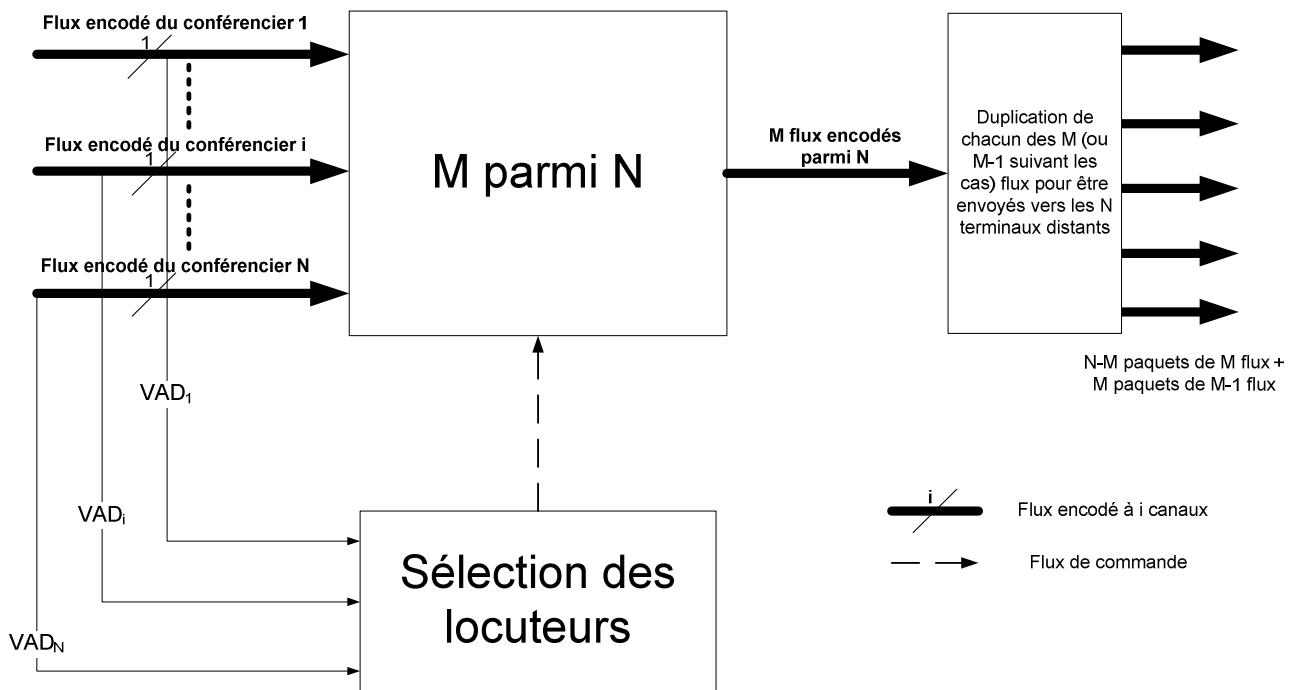 Flux encodé du conférencier 1
1
Flux encodé du conférencier i
1
Flux encodé du conférencier N
1
M parmi N
M flux encodés
parmi N
Duplication de
chacun des M (ou
M-1 suivant les
cas) flux pour être
envoyés vers les N
terminaux distants
N-M paquets de M flux +
M paquets de M-1 flux
VAD1
VADi
VADN
Sélection des
locuteurs
i
Flux encodé à i canaux
Flux de commande